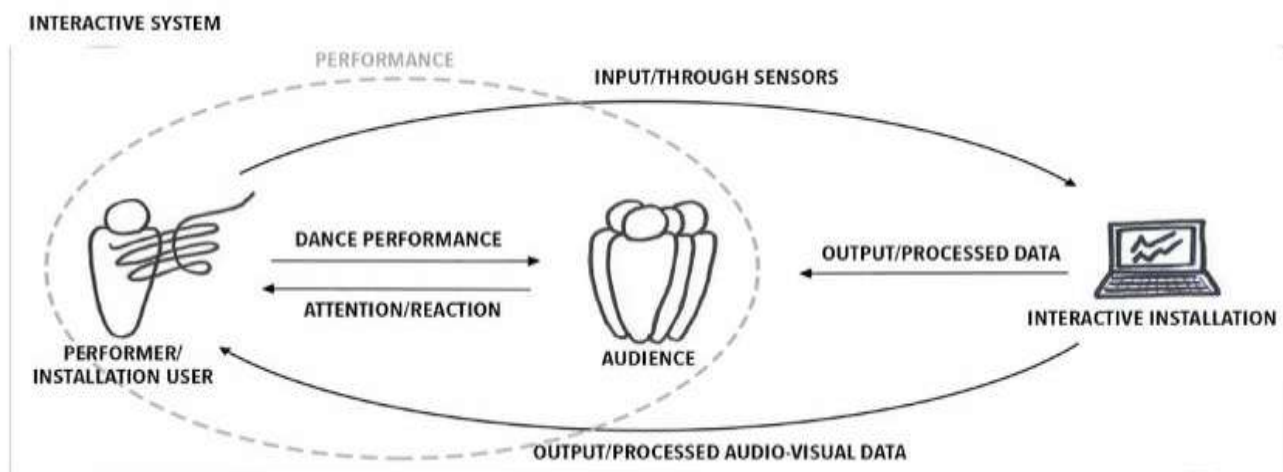 INTERACTIVE SYSTEM
PERFORMANCE
INPUT/THROUGH SENSORS
DANCE PERFORMANCE
OUTPUT/PROCESSED DATA
ATTENTION/REACTION
INTERACTIVE INSTALLATION
PERFORMER/
INSTALLATION USER
AUDIENCE
OUTPUT/PROCESSED AUDIO-VISUAL DATA